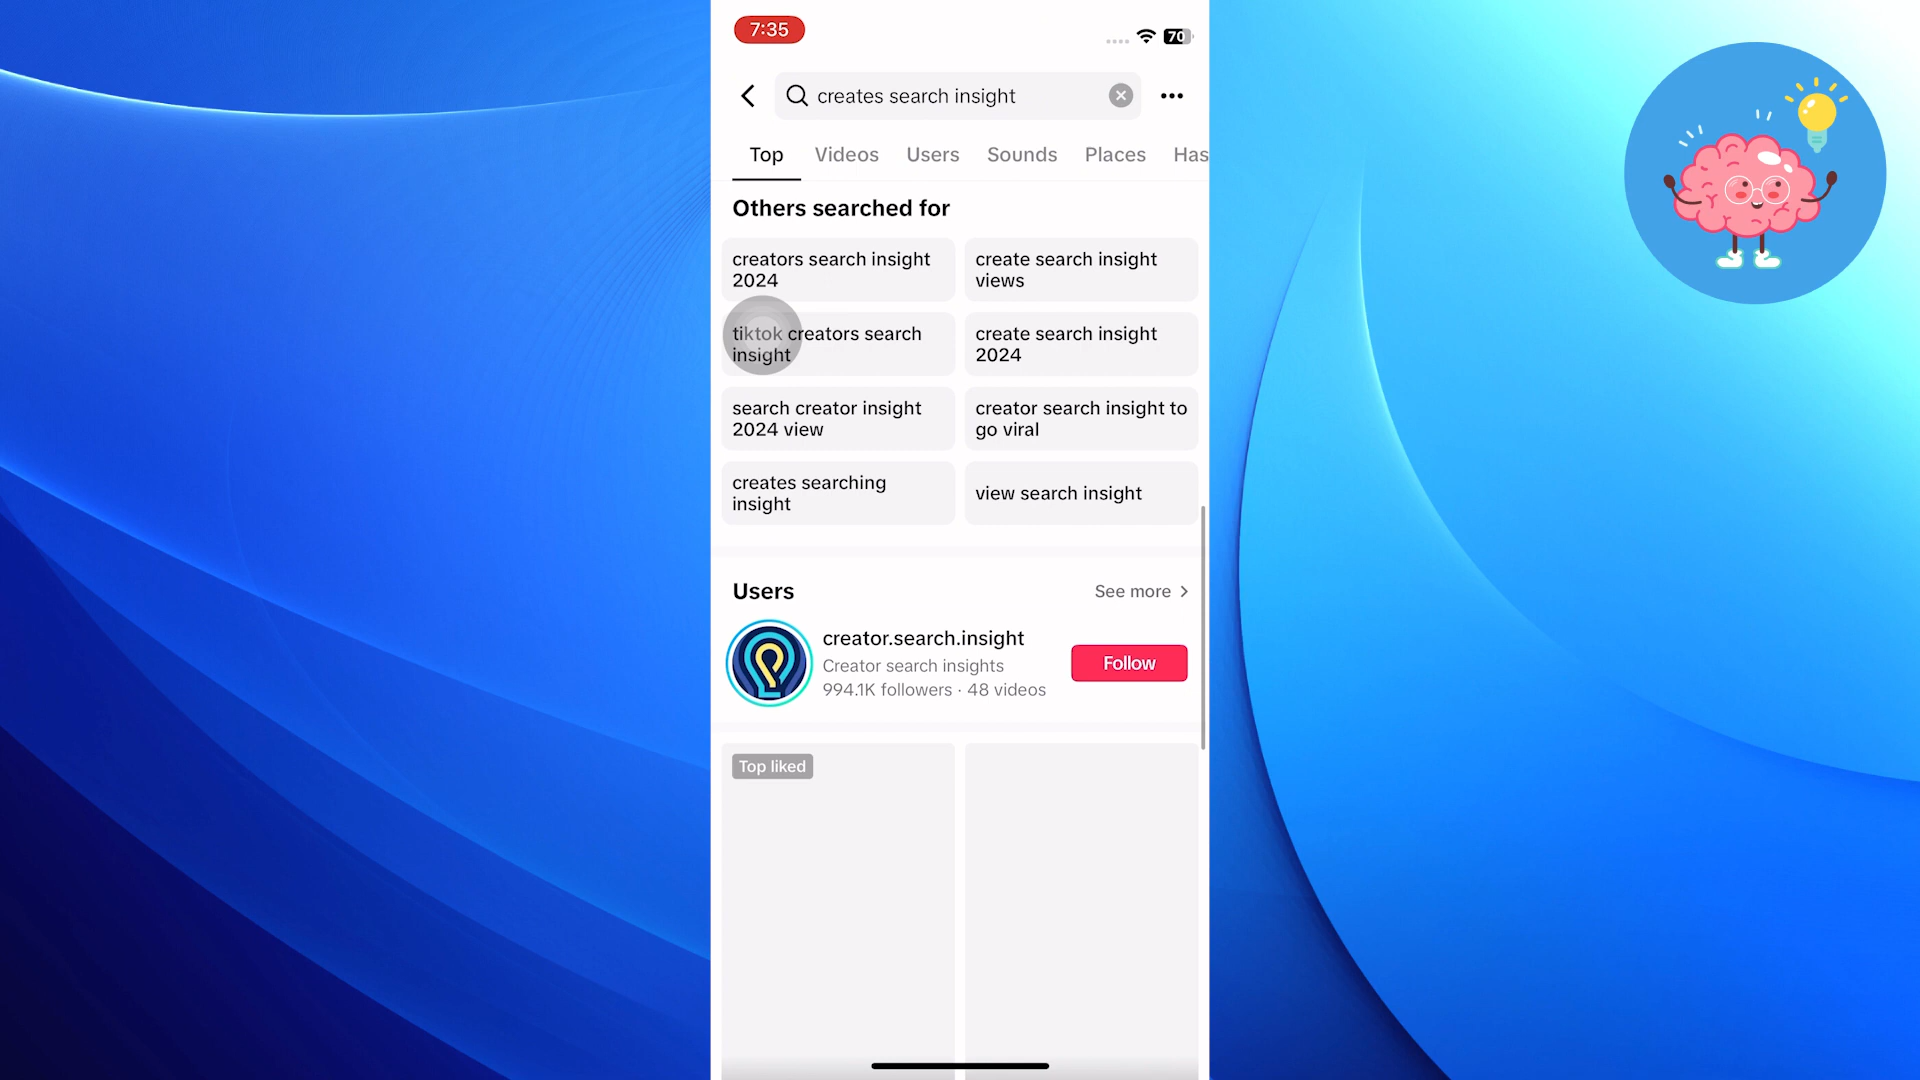 7:35
70
creates search insight
Top Videos Users Sounds Places Has
Others searched for
creators search insight
2024
create search insight
views
tiktok creators search
insight
create search insight
2024
search creator insight
2024 view
creator search insight to
go viral
creates searching
insight
view search insight
Users
See more
creator.search.insight
Creator search insights
994.1K followers · 48 videos
Follow
Top liked